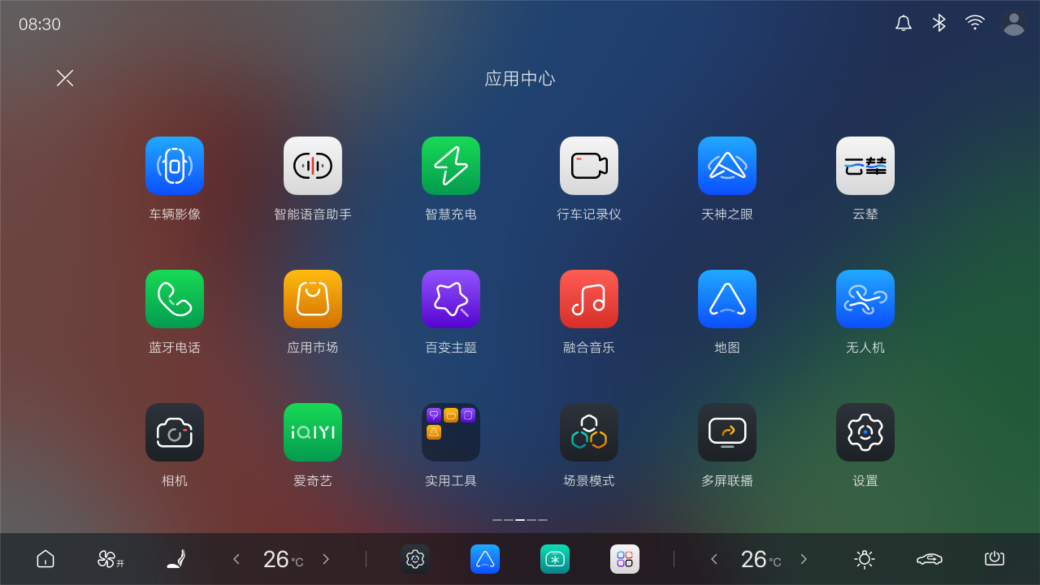 08:30
应用中心
车辆影像
智能语音助手
智慧充电
行车记录仪
天神之眼
云辇
云辇
蓝牙电话
应用市场
百变主题
融合音乐
地图
无人机
iQIYI
相机
爱奇艺
实用工具
场景模式
多屏联播
设置
开
26°C
26°C